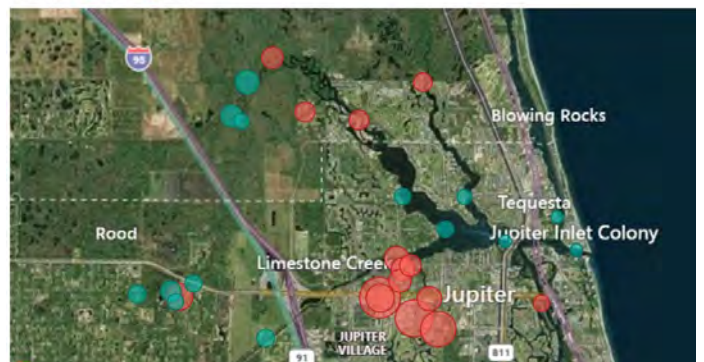 95
Blowing Rocks
Tequesta
Rood
Jupiter Inlet Colony
Limestone Creek
Jupiter
JUPITER
VILLAGE
91
811